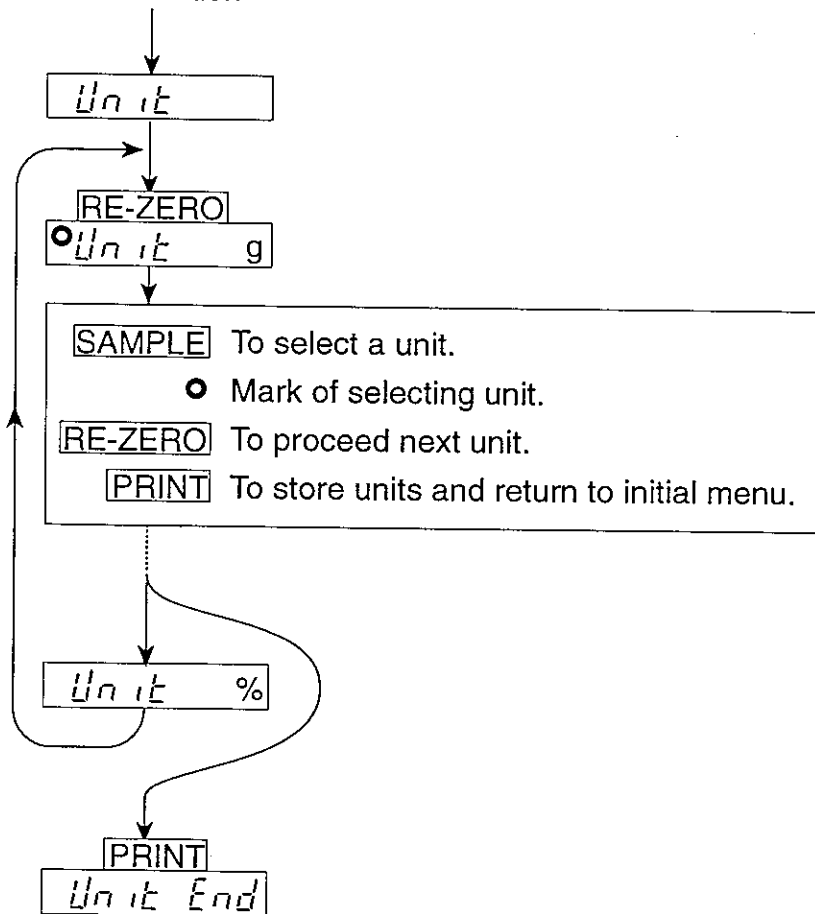 Unit
RE-ZERO
Unit g
SAMPLE To select a unit.
Mark of selecting unit.
RE-ZERO To proceed next unit.
PRINT To store units and return to initial menu.
Unit %
PRINT
Unit End